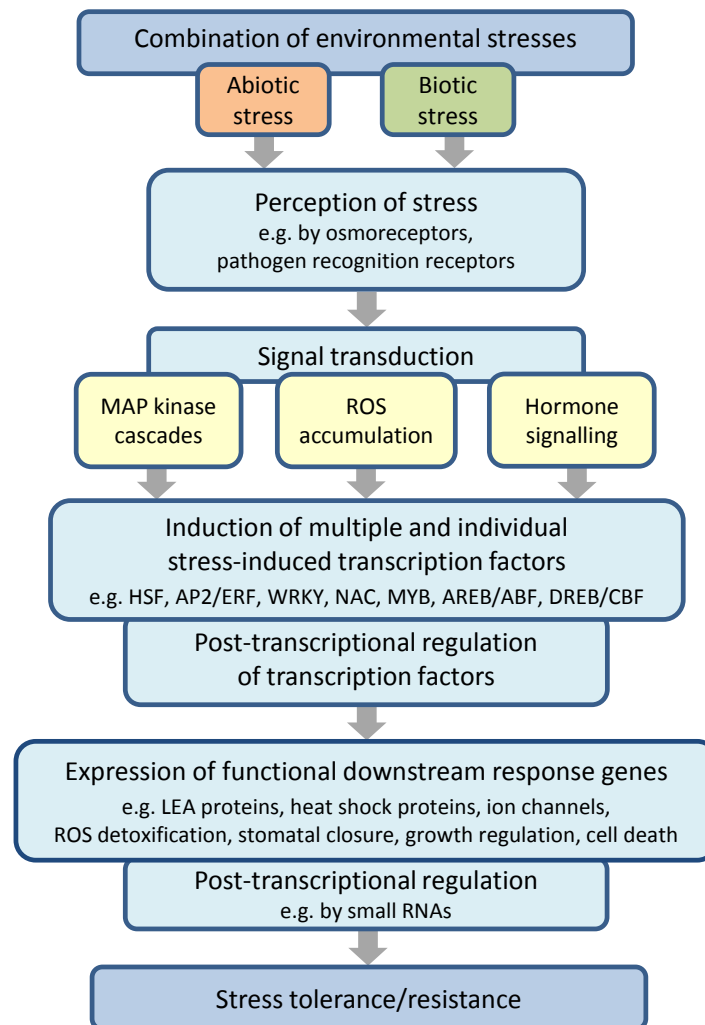 Combination of environmental stresses
Abiotic
stress
Biotic
stress
Perception of stress
e.g. by osmoreceptors,
pathogen recognition receptors
Signal transduction
MAP kinase
cascades
ROS
accumulation
Hormone
signalling
Induction of multiple and individual
stress-induced transcription factors
e.g. HSF, AP2/ERF, WRKY, NAC, MYB, AREB/ABF, DREB/CBF
Post-transcriptional regulation
of transcription factors
Expression of functional downstream response genes
e.g. LEA proteins, heat shock proteins, ion channels,
ROS detoxification, stomatal closure, growth regulation, cell death
Post-transcriptional regulation
e.g. by small RNAs
Stress tolerance/resistance